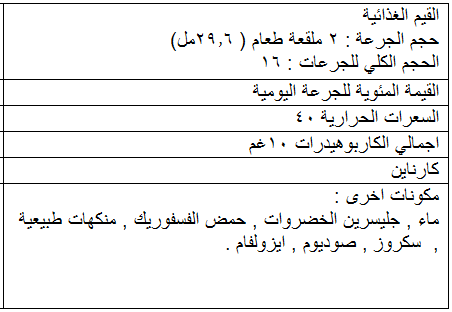 القيم الغذائية
حجم الجرعة : ٢ ملقعة طعام ( ٢٩,٦مل)
الحجم الكلي للجرعات : ١٦
القيمة المئوية للجرعة اليومية
السعرات الحرارية ٤٠
اجمالي الكاربوهيدرات ١٠غم
كارناين
مكونات اخرى :
ماء , جليسرين الخضروات , حمض الفسفوريك , منكهات طبيعية
, سكروز , صوديوم , ايزولفام .